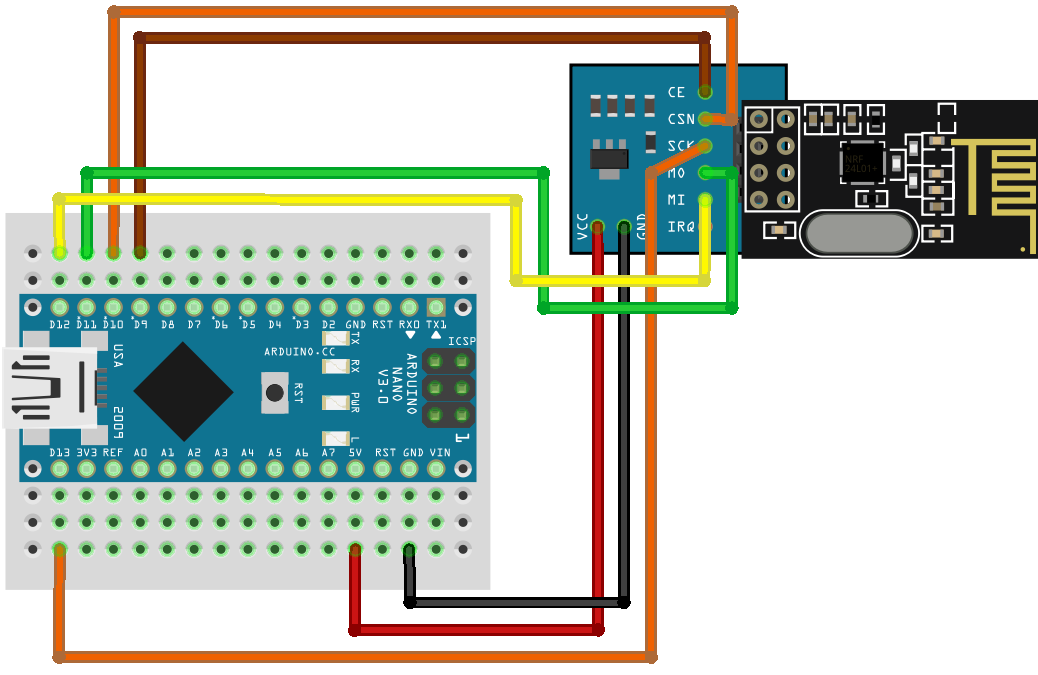 CE
CSN
SCK
MO
MI
IRQ
VCC
GND
NRF
24L01+
D12 D11 D10 D9 D8 D7 D6 D5 D4 D3 D2 GND RST RX0 TX1
USA
2009
ARDUINO.CC
RST
TX
RX
PWR
L
ARDUINO
NANO
V3.0
ICSP
1
D13 3V3 REF A0 A1 A2 A3 A4 A5 A6 A7 5V RST GND VIN